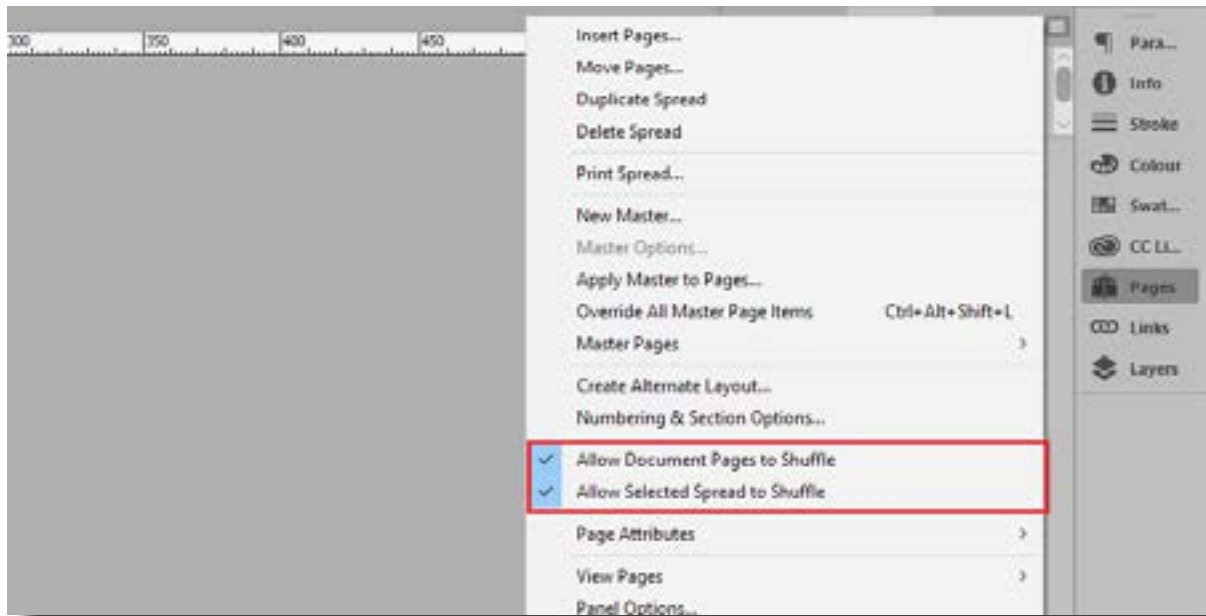 300 350 400 450
Insert Pages...
Move Pages...
Duplicate Spread
Delete Spread
Print Spread...
New Master...
Master Options...
Apply Master to Pages...
Override All Master Page Items Ctrl+Alt+Shift+L
Master Pages
Create Alternate Layout...
Numbering & Section Options...
Allow Document Pages to Shuffle
Allow Selected Spread to Shuffle
Page Attributes
View Pages
Panel Options...
Para...
Info
Stroke
Colour
Swat...
CC Li...
Pages
Links
Layers